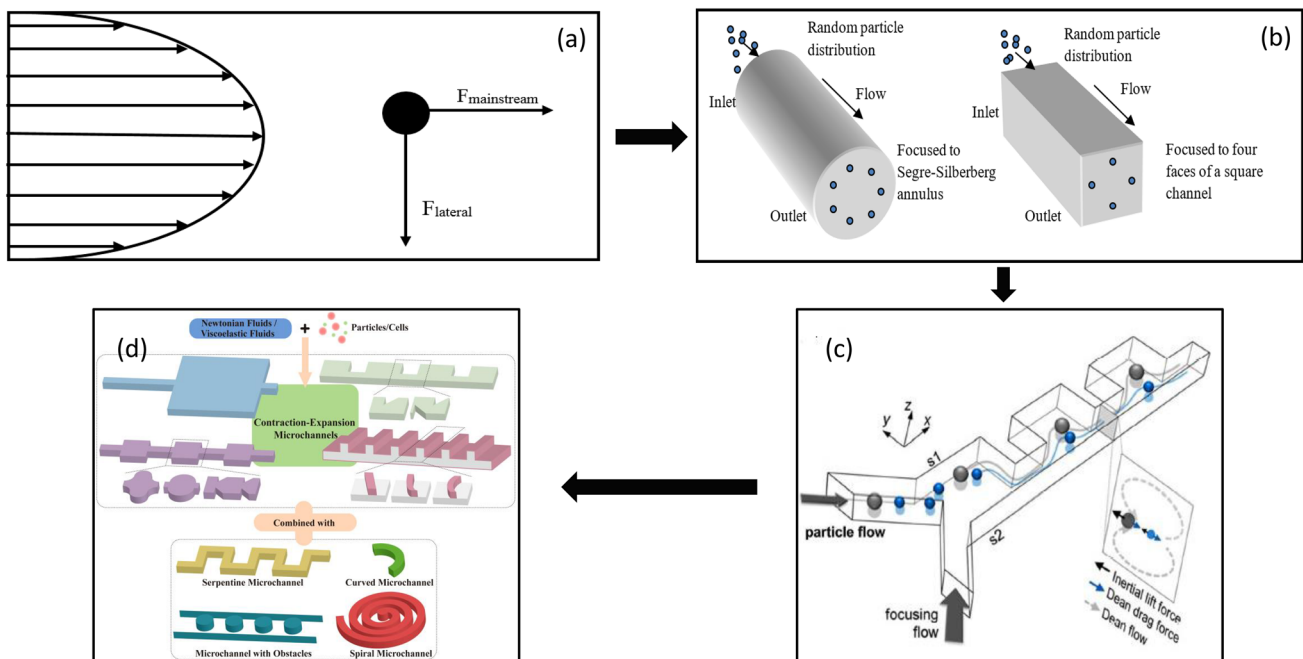 (a)
F mainstream
F lateral
(b)
Random particle
distribution
Flow
Inlet
Focused to
Segre-Silberberg
annulus
Outlet
Random particle
distribution
Flow
Inlet
Focused to four
faces of a square
channel
Outlet
(c)
z
y
x
s1
s2
particle flow
focusing
flow
Inertial lift force
Dean drag force
Dean flow
(d)
Newtonian Fluids /
Viscoelastic Fluids
+
Particles/Cells
Contraction-Expansion
Microchannels
Combined with
Serpentine Microchannel
Curved Microchannel
Microchannel with Obstacles
Spiral Microchannel